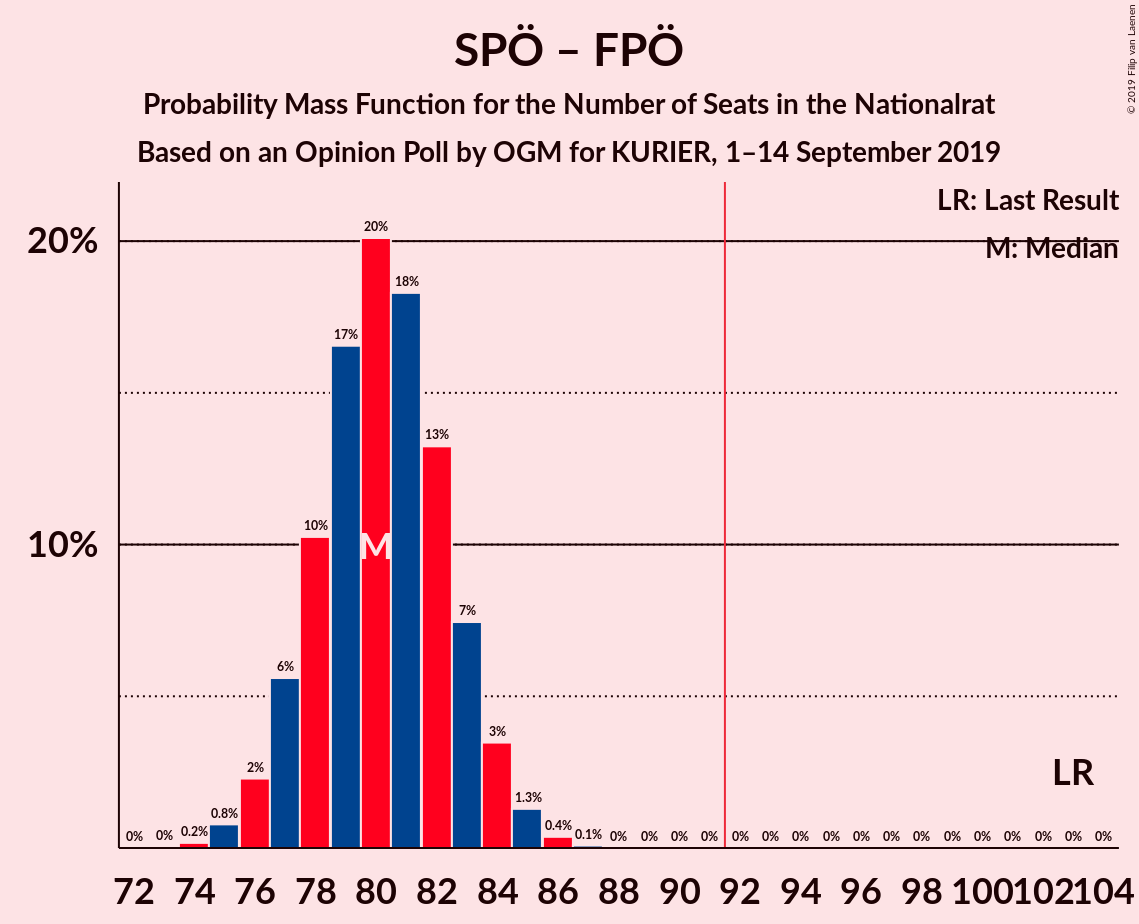 SPÖ – FPÖ
Probability Mass Function for the Number of Seats in the Nationalrat
Based on an Opinion Poll by OGM for KURIER, 1–14 September 2019
© 2019 Filip van Laenen
LR: Last Result
M: Median
20%
10%
0% 0% 0.2% 0.8% 2% 6% 10% 17% 20% 18% 13% 7% 3% 1.3% 0.4% 0.1% 0% 0% 0% 0% 0% 0% 0% 0% 0% 0% 0% 0% 0% 0% 0% 0% 0%
M
LR
72 74 76 78 80 82 84 86 88 90 92 94 96 98 100 102 104